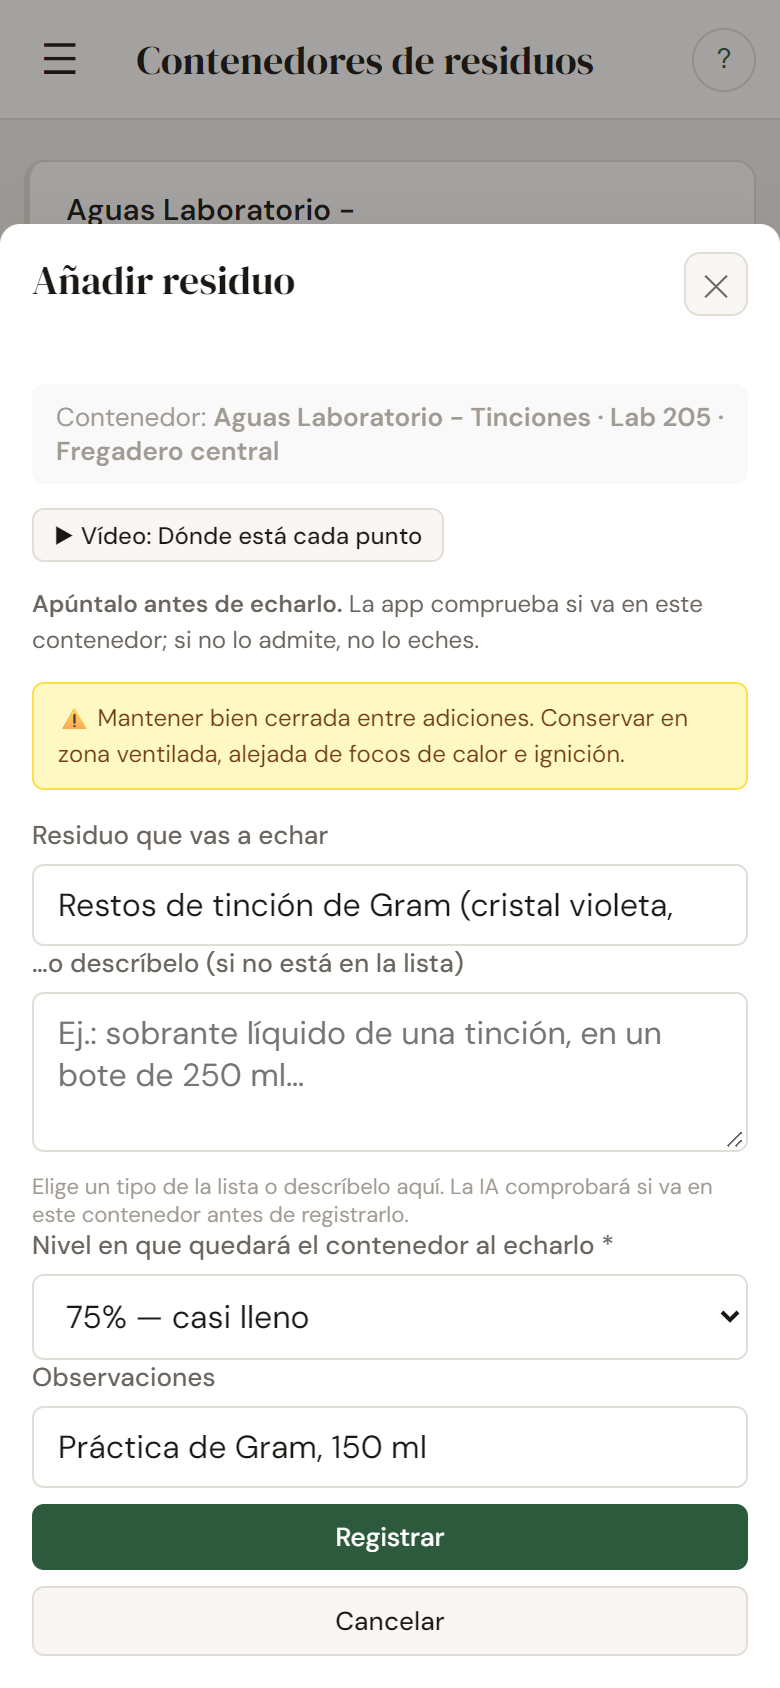 ☰ Contenedores de residuos ?
Aguas Laboratorio -
Añadir residuo
Contenedor: Aguas Laboratorio - Tinciones · Lab 205 ·
Fregadero central
▶ Vídeo: Dónde está cada punto
Apúntalo antes de echarlo. La app comprueba si va en este
contenedor; si no lo admite, no lo eches.
⚠️ Mantener bien cerrada entre adiciones. Conservar en
zona ventilada, alejada de focos de calor e ignición.
Residuo que vas a echar
Restos de tinción de Gram (cristal violeta,
...o descríbelo (si no está en la lista)
Ej.: sobrante líquido de una tinción, en un
bote de 250 ml...
Elige un tipo de la lista o descríbelo aquí. La IA comprobará si va en
este contenedor antes de registrarlo.
Nivel en que quedará el contenedor al echarlo *
75% — casi lleno
Observaciones
Práctica de Gram, 150 ml
Registrar
Cancelar